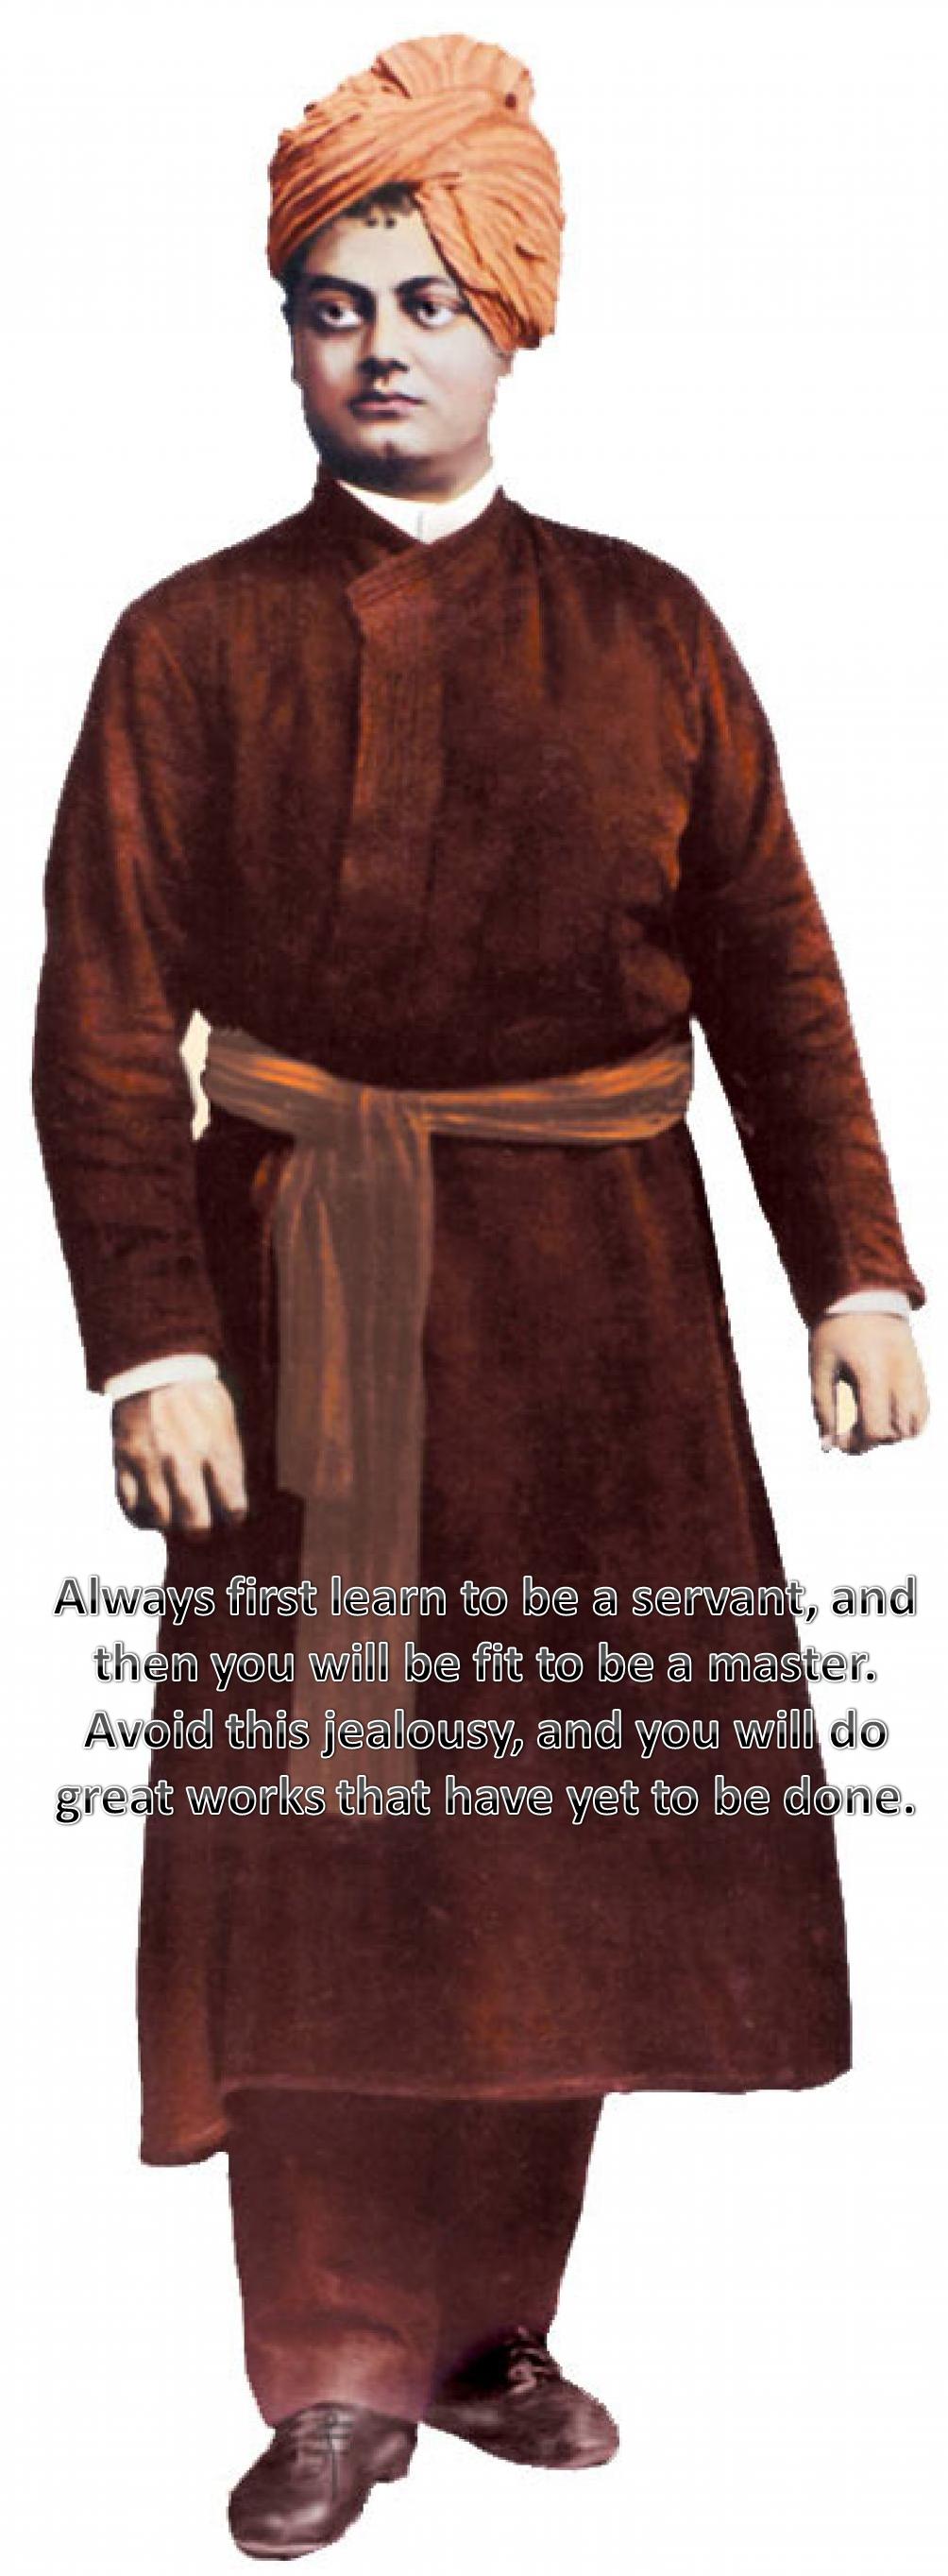 Always first learn to be a servant, and
then you will be fit to be a master.
Avoid this jealousy, and you will do
great works that have yet to be done.